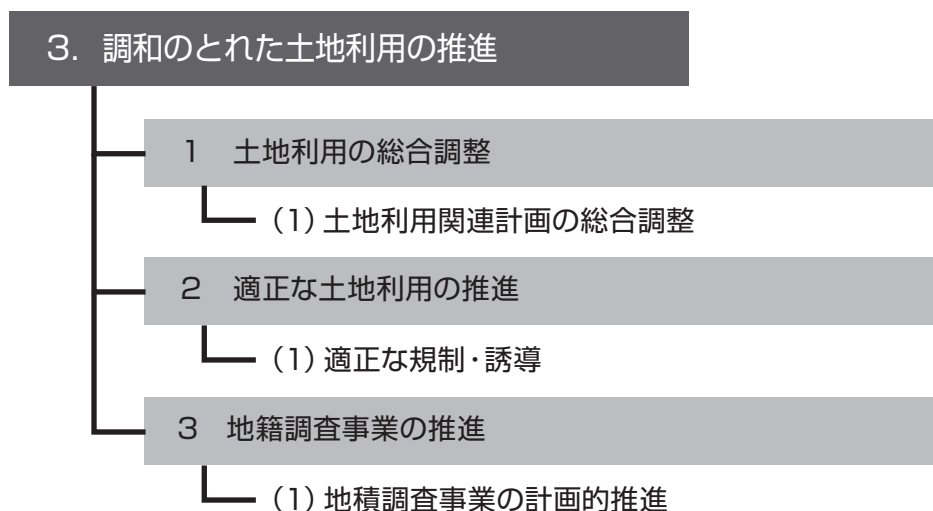 3. 調和のとれた土地利用の推進
1 土地利用の総合調整
(1) 土地利用関連計画の総合調整
2 適正な土地利用の推進
(1) 適正な規制・誘導
3 地籍調査事業の推進
(1) 地積調査事業の計画的推進